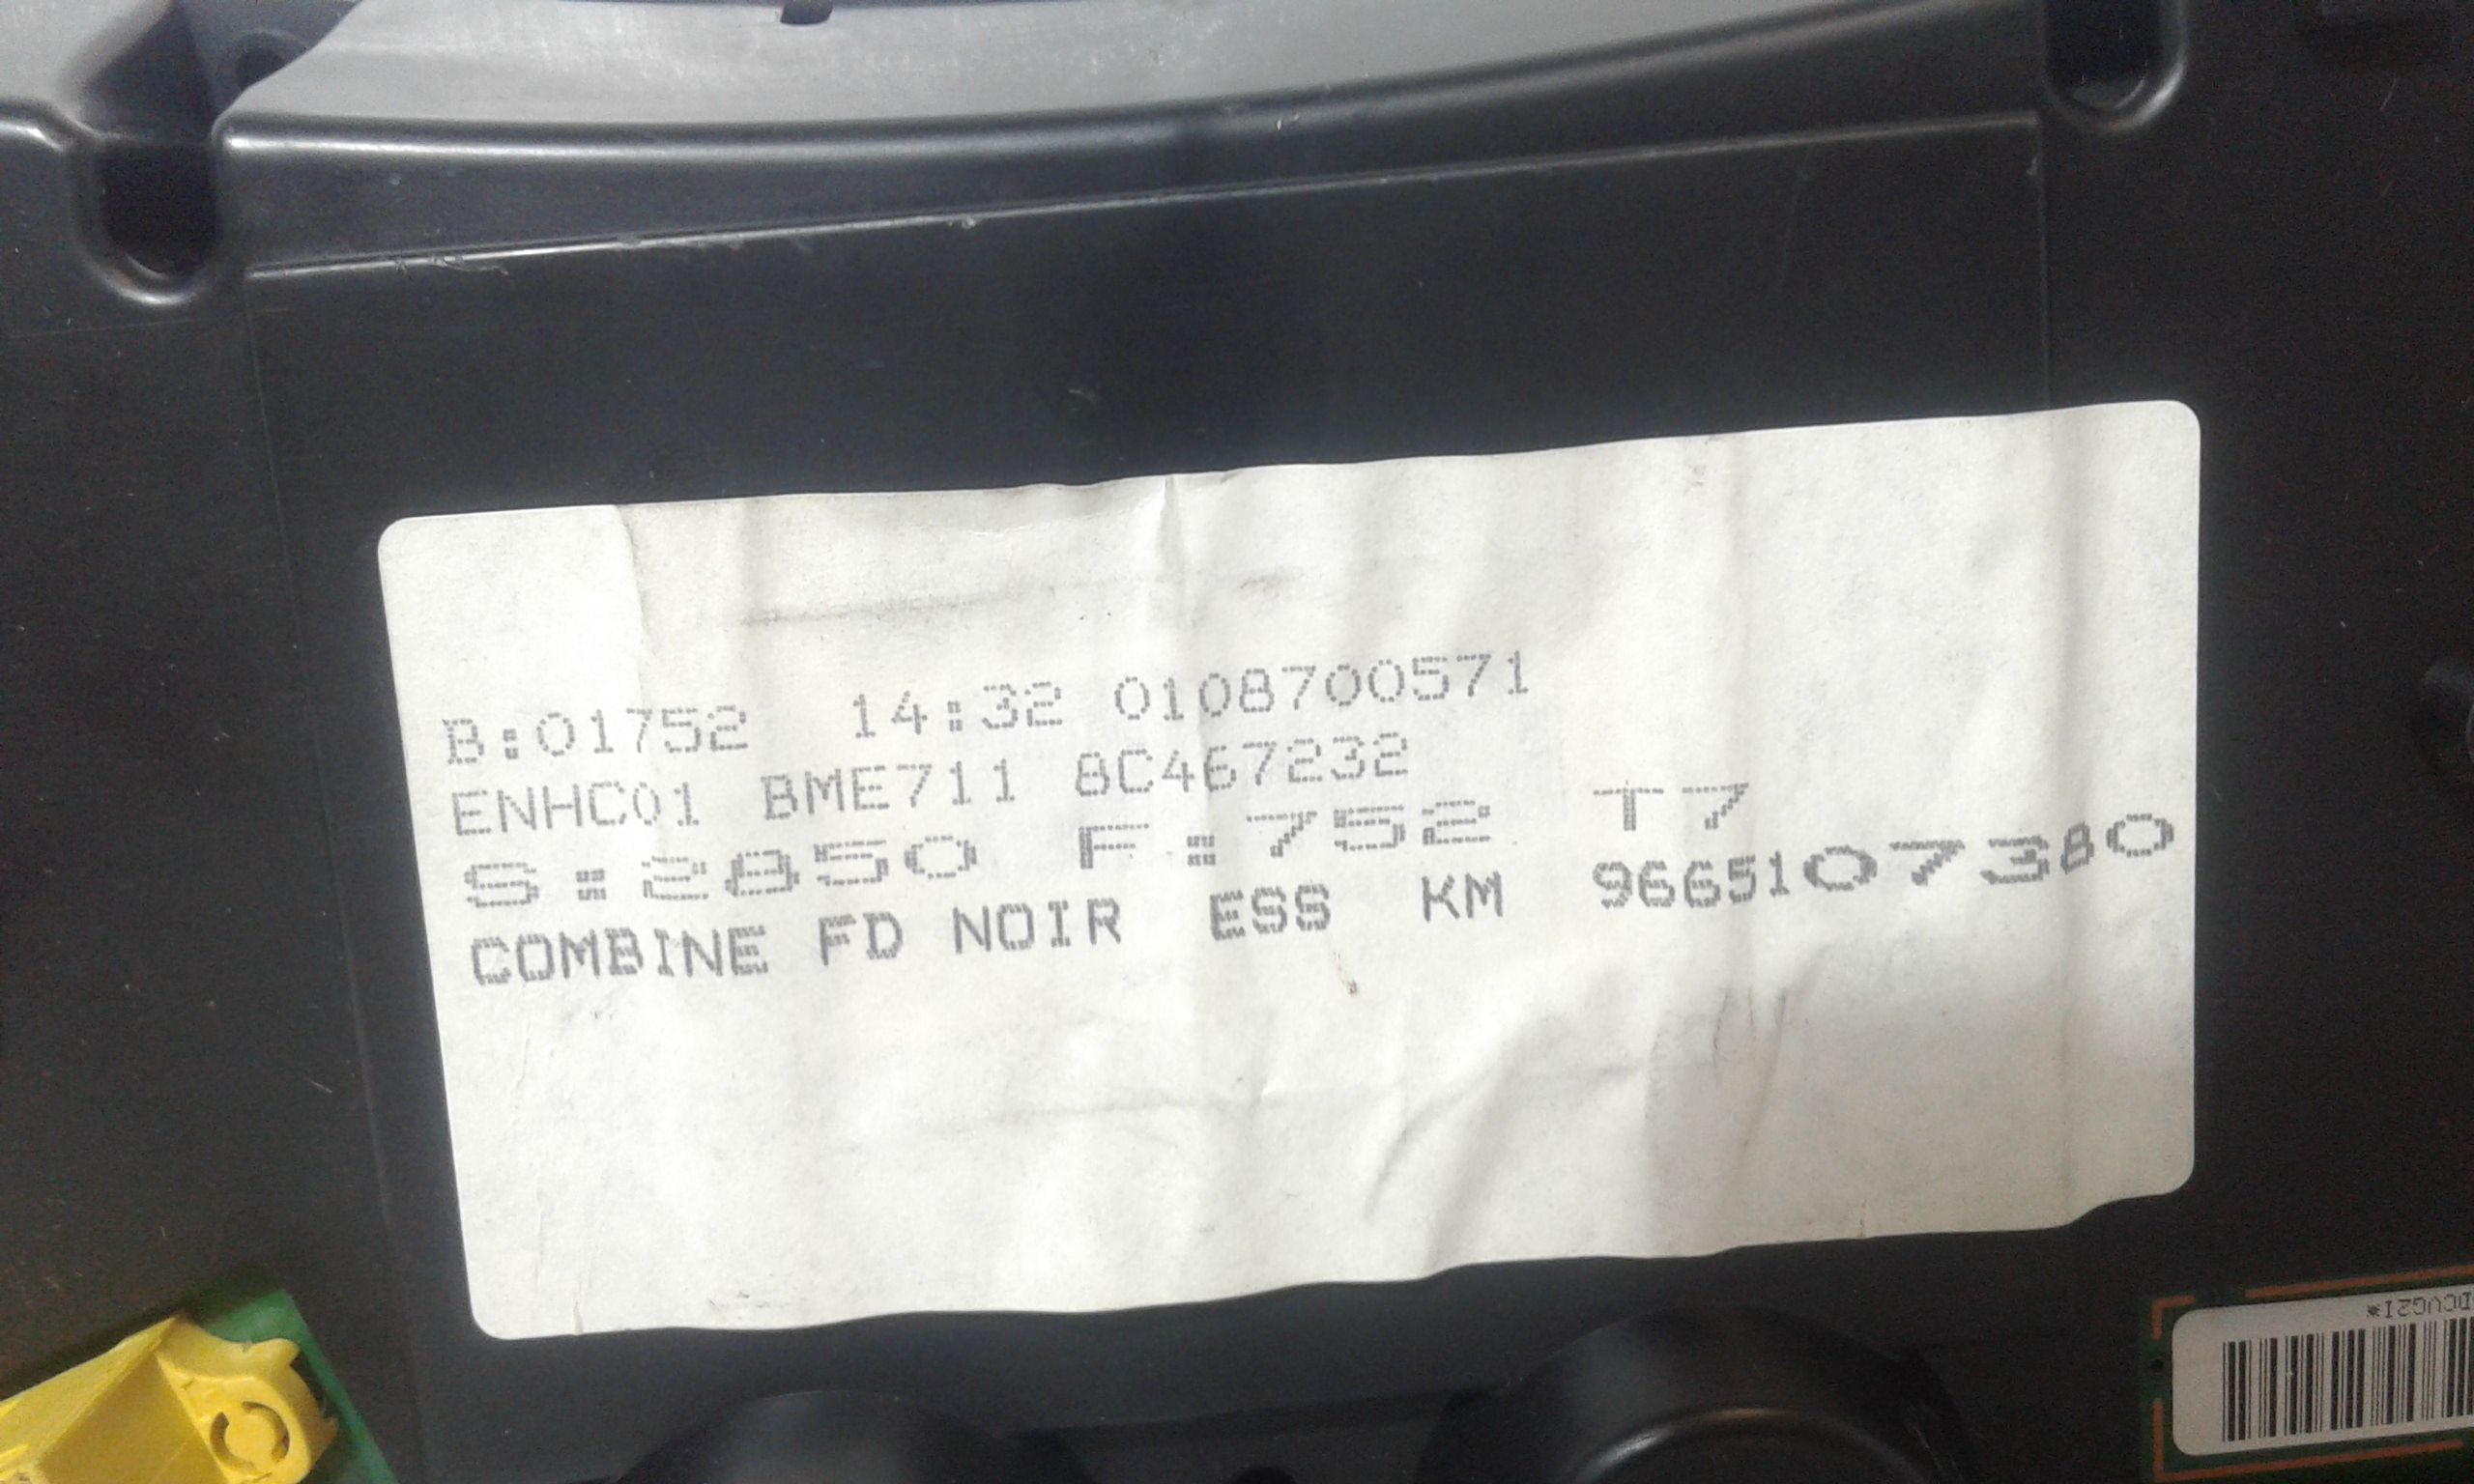 B:01752 14:32 0108700571
ENHC01 BME711 8C467232
S:2850 F:752 T7
COMBINE FD NOIR ESS KM 9665107380